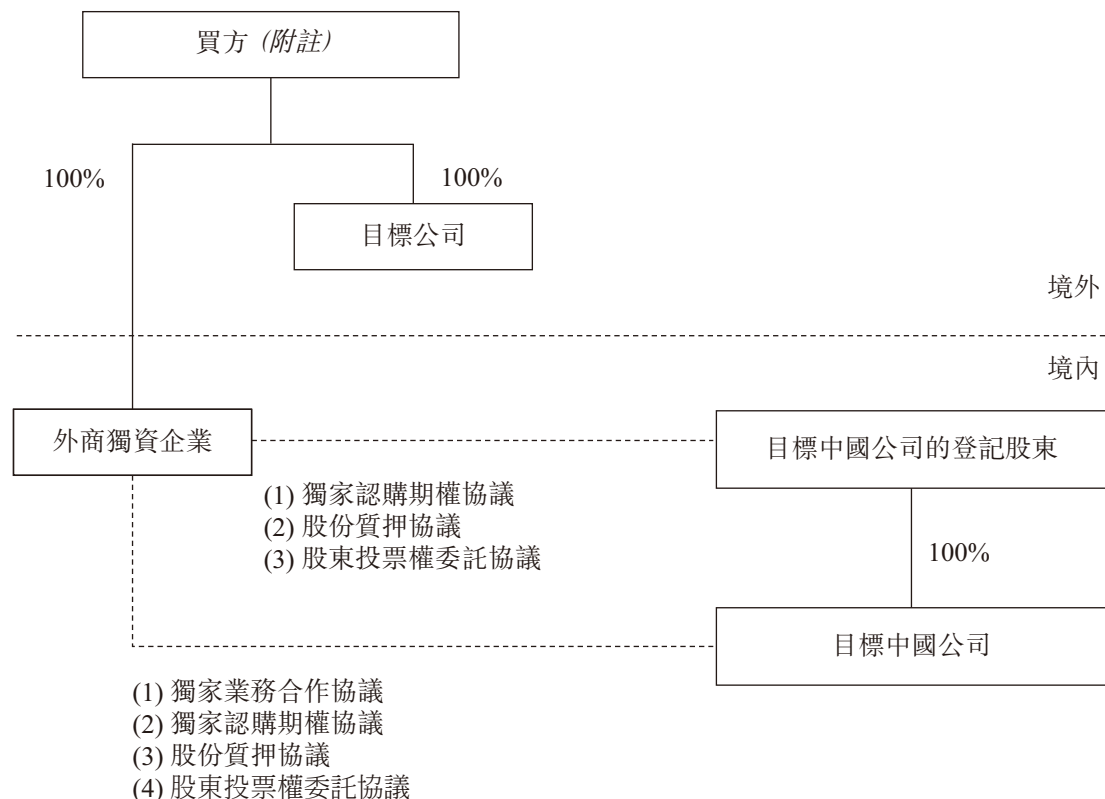 買方 (附註)
100%
100%
目標公司
境外
境內
外商獨資企業
目標中國公司的登記股東
(1) 獨家認購期權協議
(2) 股份質押協議
(3) 股東投票權委託協議
100%
目標中國公司
(1) 獨家業務合作協議
(2) 獨家認購期權協議
(3) 股份質押協議
(4) 股東投票權委託協議